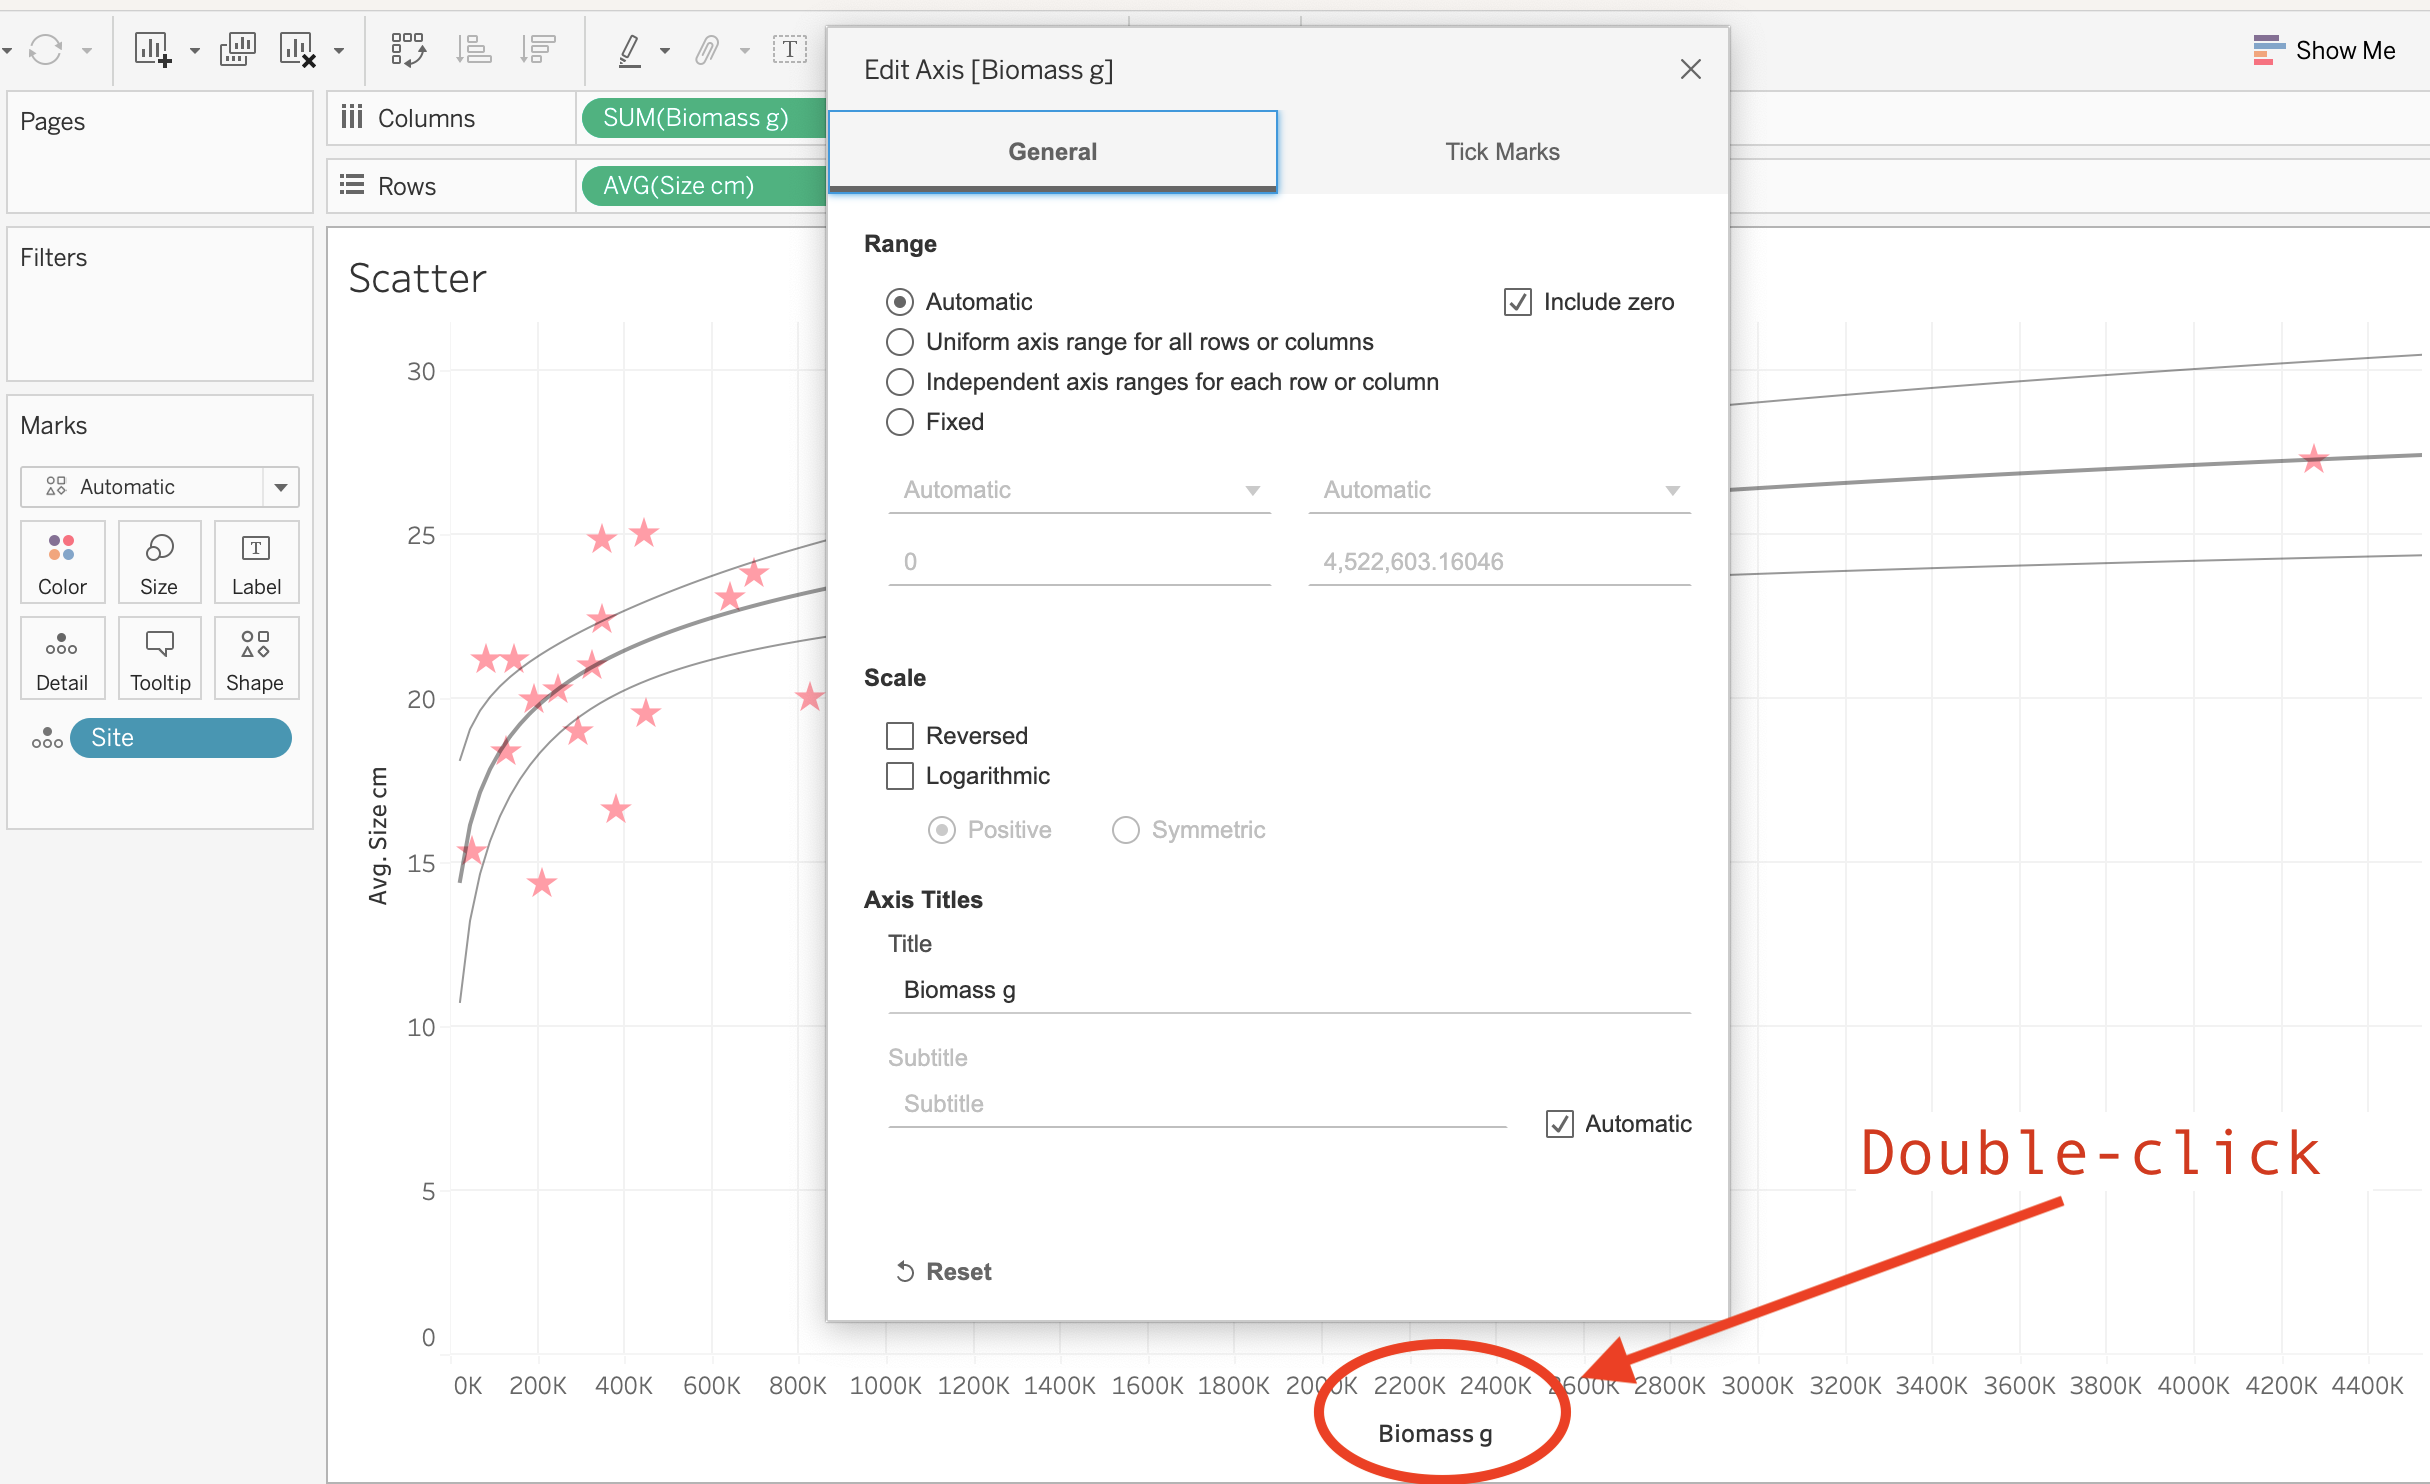 Show Me
Pages
Columns
SUM(Biomass g)
Rows
AVG(Size cm)
Filters
Marks
Automatic
Color
Size
T
Label
Detail
Tooltip
Shape
Site
T
Scatter
Avg. Size cm
30
25
20
15
10
5
0
0K 200K 400K 600K 800K 1000K 1200K 1400K 1600K 1800K 2000K 2200K 2400K 2600K 2800K 3000K 3200K 3400K 3600K 3800K 4000K 4200K 4400K
Biomass g
Edit Axis [Biomass g]
General
Tick Marks
Range
Automatic
Include zero
Uniform axis range for all rows or columns
Independent axis ranges for each row or column
Fixed
Automatic
Automatic
0
4,522,603.16046
Scale
Reversed
Logarithmic
Positive
Symmetric
Axis Titles
Title
Biomass g
Subtitle
Subtitle
Automatic
Reset
Double-click